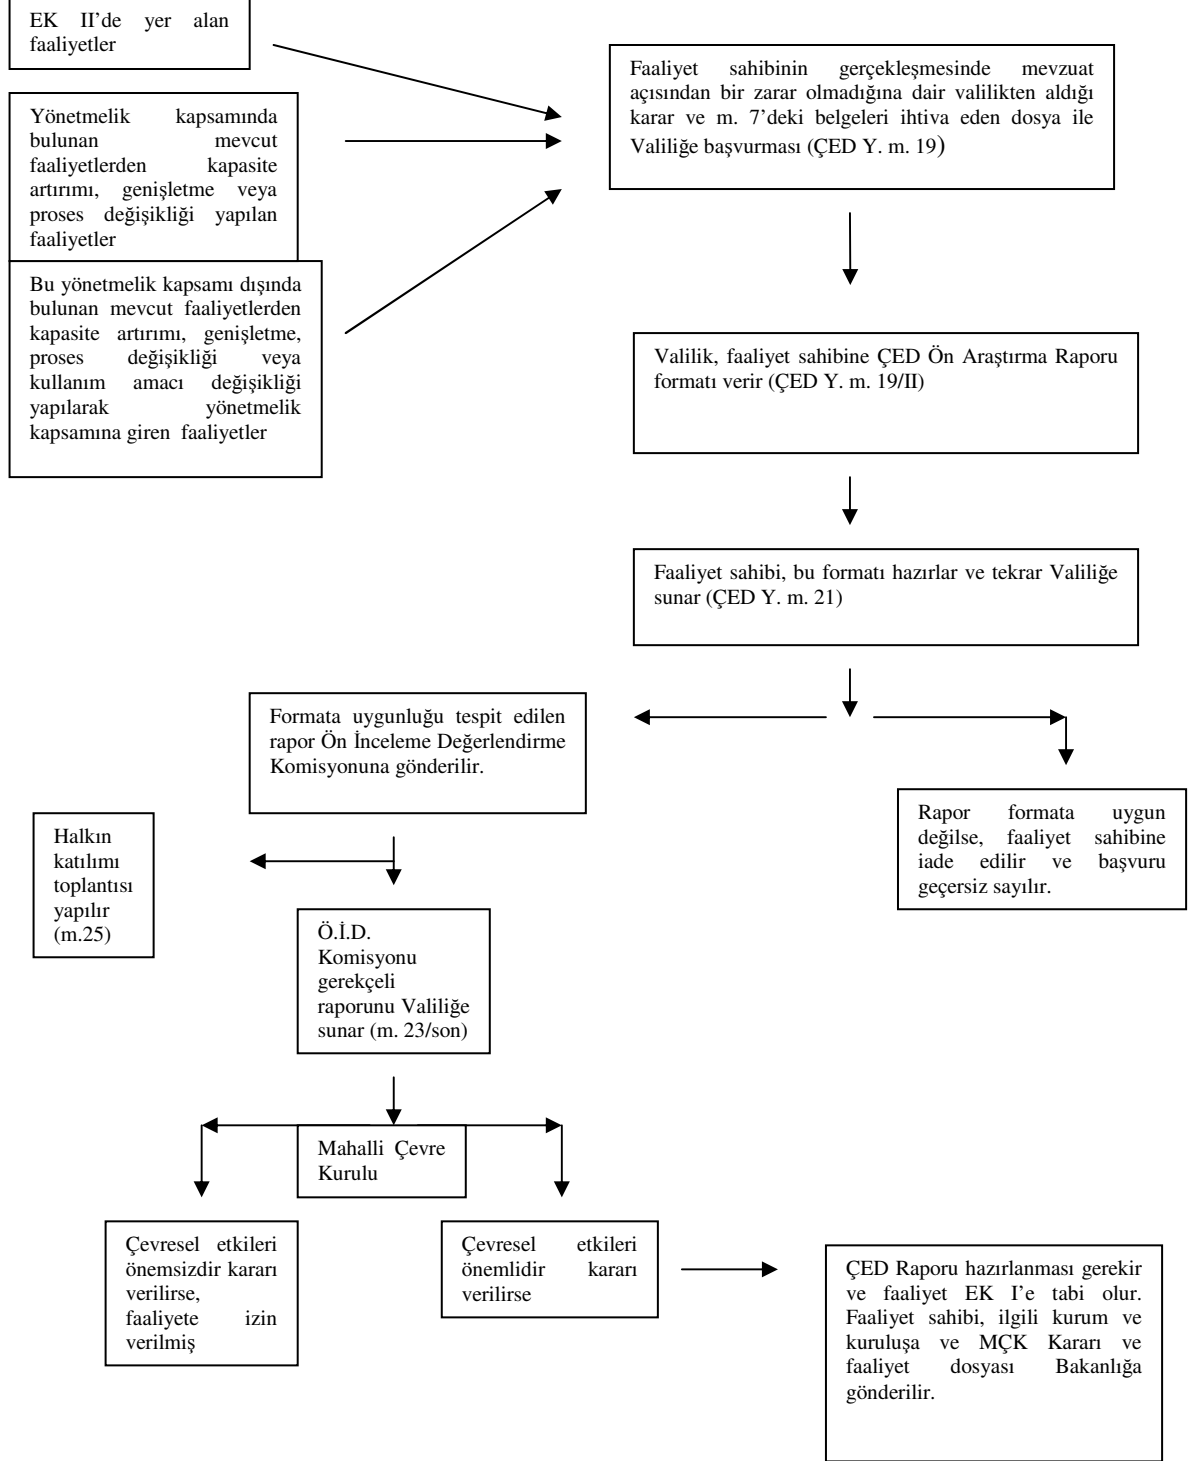 EK II’de yer alan
faaliyetler
Yönetmelik kapsamında
bulunan mevcut
faaliyetlerden kapasite
artırımı, genişletme veya
proses değişikliği yapılan
faaliyetler
Bu yönetmelik kapsamı dışında
bulunan mevcut faaliyetlerden
kapasite artırımı, genişletme,
proses değişikliği veya
kullanım amacı değişikliği
yapılarak yönetmelik
kapsamına giren faaliyetler
Faaliyet sahibinin gerçekleşmesinde mevzuat
açısından bir zarar olmadığına dair valilikten aldığı
karar ve m. 7’deki belgeleri ihtiva eden dosya ile
Valiliğe başvurması (ÇED Y. m. 19)
Valilik, faaliyet sahibine ÇED Ön Araştırma Raporu
formatı verir (ÇED Y. m. 19/II)
Faaliyet sahibi, bu formatı hazırlar ve tekrar Valiliğe
sunar (ÇED Y. m. 21)
Formata uygunluğu tespit edilen
rapor Ön İnceleme Değerlendirme
Komisyonuna gönderilir.
Rapor formata uygun
değilse, faaliyet sahibine
iade edilir ve başvuru
geçersiz sayılır.
Halkın
katılımı
toplantısı
yapılır
(m.25)
Ö.İ.D.
Komisyonu
gerekçeli
raporunu Valiliğe
sunar (m. 23/son)
Mahalli Çevre
Kurulu
Çevresel etkileri
önemsizdir kararı
verilirse,
faaliyete izin
verilmiş
Çevresel etkileri
önemlidir kararı
verilirse
ÇED Raporu hazırlanması gerekir
ve faaliyet EK I’e tabi olur.
Faaliyet sahibi, ilgili kurum ve
kuruluşa ve MÇK Kararı ve
faaliyet dosyası Bakanlığa
gönderilir.